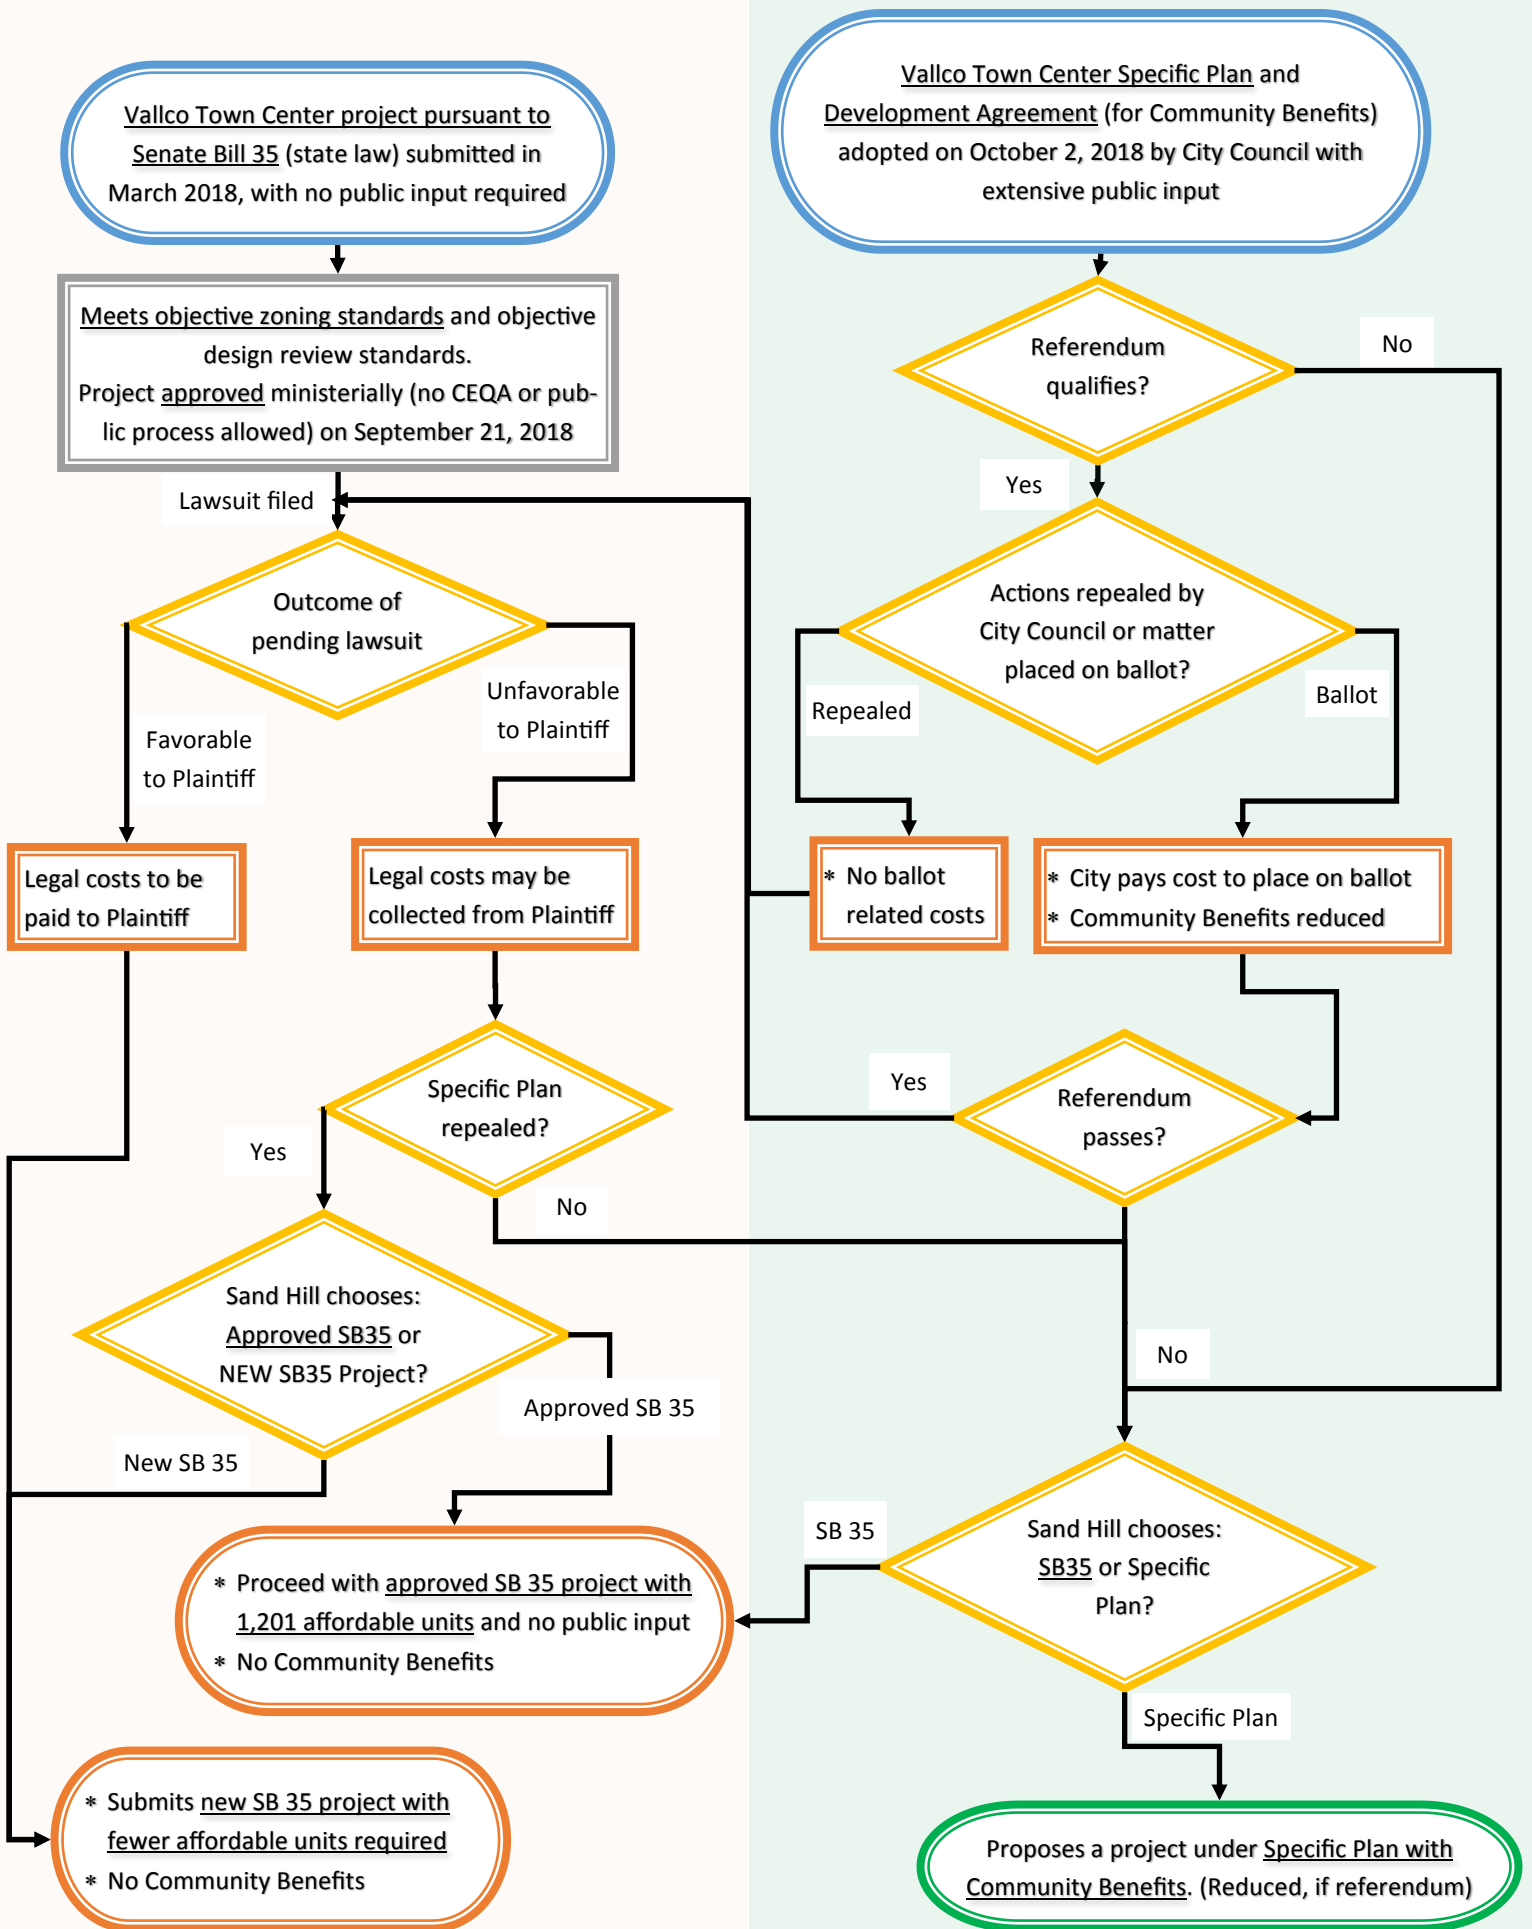 Vallco Town Center project pursuant to
Senate Bill 35 (state law) submitted in
March 2018, with no public input required
Vallco Town Center Specific Plan and
Development Agreement (for Community Benefits)
adopted on October 2, 2018 by City Council with
extensive public input
Meets objective zoning standards and objective
design review standards.
Project approved ministerially (no CEQA or pub-
lic process allowed) on September 21, 2018
Referendum
qualifies?
No
Yes
Lawsuit filed
Outcome of
pending lawsuit
Actions repealed by
City Council or matter
placed on ballot?
Unfavorable
to Plaintiff
Repealed
Ballot
Favorable
to Plaintiff
Legal costs to be
paid to Plaintiff
Legal costs may be
collected from Plaintiff
* No ballot
related costs
* City pays cost to place on ballot
* Community Benefits reduced
Specific Plan
repealed?
Yes
Referendum
passes?
Yes
No
Sand Hill chooses:
Approved SB35 or
NEW SB35 Project?
No
Approved SB 35
New SB 35
SB 35
Sand Hill chooses:
SB35 or Specific
Plan?
* Proceed with approved SB 35 project with
1,201 affordable units and no public input
* No Community Benefits
Specific Plan
* Submits new SB 35 project with
fewer affordable units required
* No Community Benefits
Proposes a project under Specific Plan with
Community Benefits. (Reduced, if referendum)